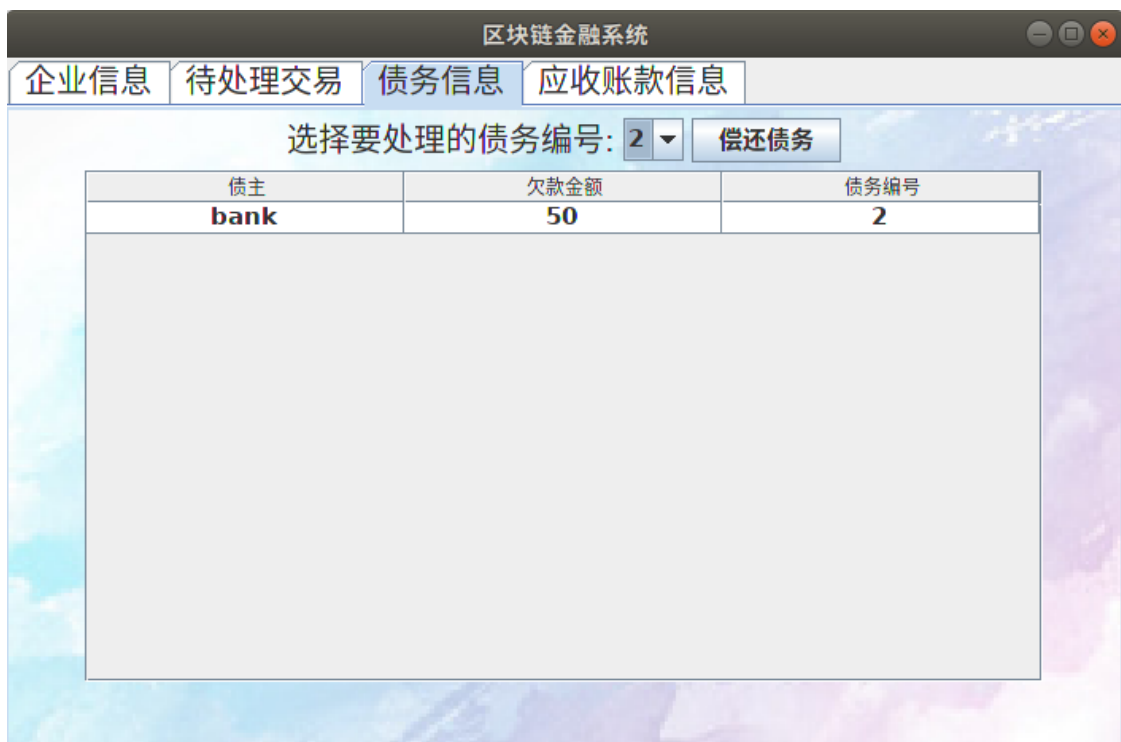 区块链金融系统
企业信息 待处理交易 债务信息 应收账款信息
选择要处理的债务编号: 2 偿还债务
债主 欠款金额 债务编号
bank 50 2